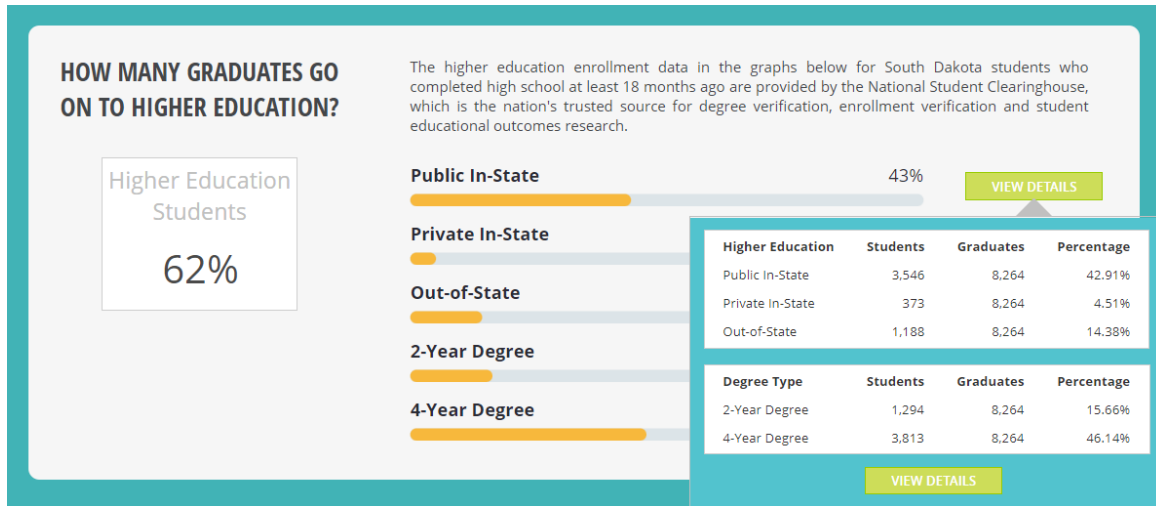 HOW MANY GRADUATES GO
ON TO HIGHER EDUCATION?
The higher education enrollment data in the graphs below for South Dakota students who
completed high school at least 18 months ago are provided by the National Student Clearinghouse,
which is the nation's trusted source for degree verification, enrollment verification and student
educational outcomes research.
Higher Education
Students
62%
Public In-State 43%
VIEW DETAILS
Private In-State
Out-of-State
2-Year Degree
4-Year Degree
Higher Education Students Graduates Percentage
Public In-State 3,546 8,264 42.91%
Private In-State 373 8,264 4.51%
Out-of-State 1,188 8,264 14.38%
Degree Type Students Graduates Percentage
2-Year Degree 1,294 8,264 15.66%
4-Year Degree 3,813 8,264 46.14%
VIEW DETAILS